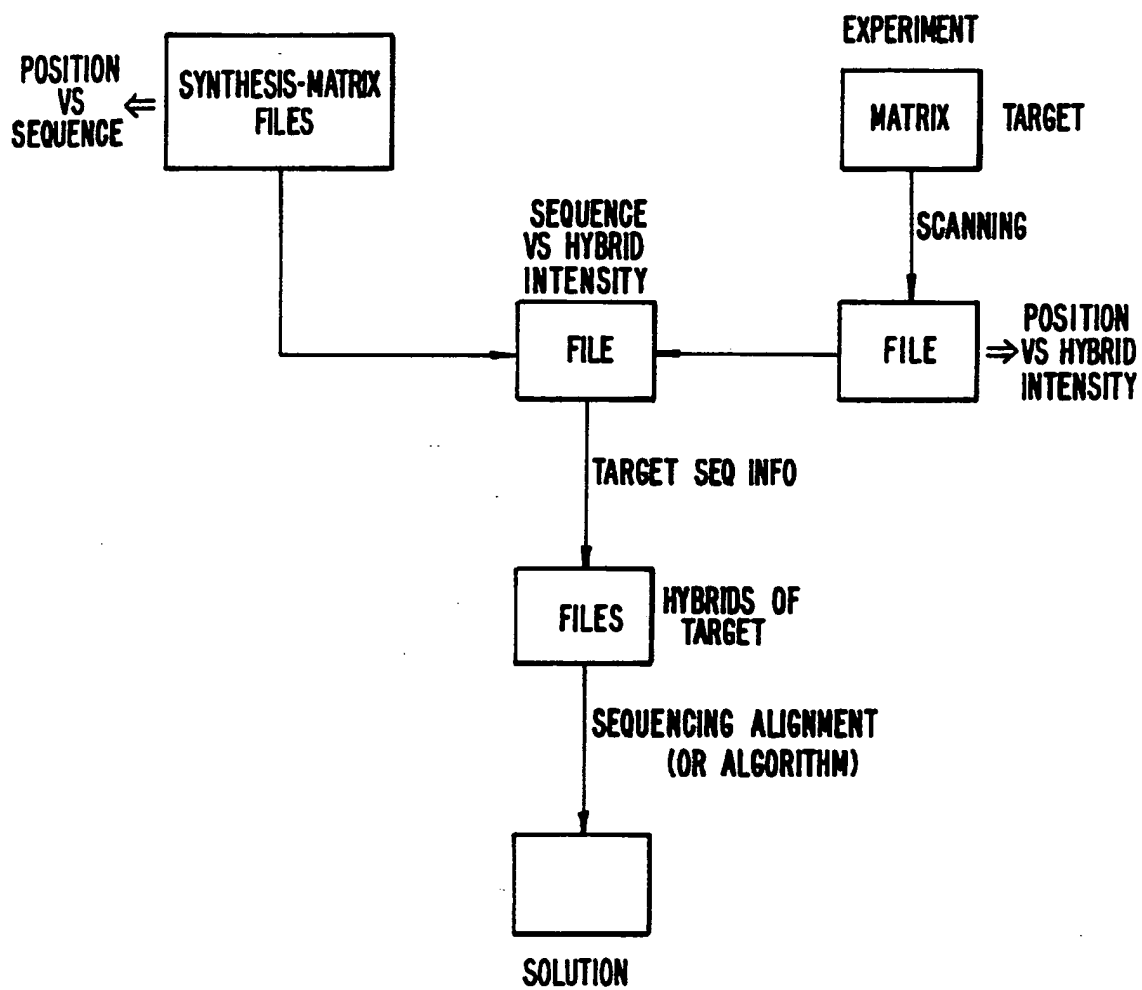 EXPERIMENT
POSITION
VS
SEQUENCE
SYNTHESIS-MATRIX
FILES
MATRIX
TARGET
SCANNING
SEQUENCE
VS HYBRID
INTENSITY
FILE
FILE
POSITION
VS HYBRID
INTENSITY
TARGET SEQ INFO
FILES
HYBRIDS OF
TARGET
SEQUENCING ALIGNMENT
(OR ALGORITHM)
SOLUTION